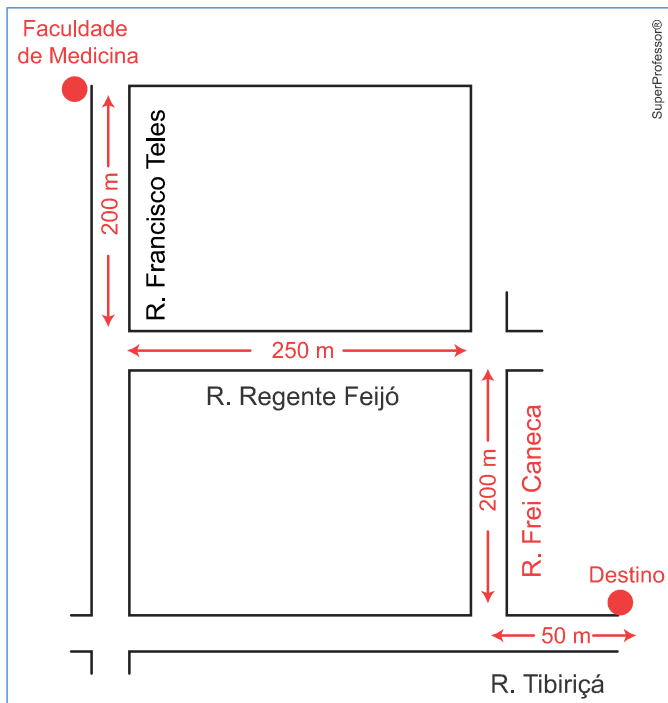 Faculdade
de Medicina
SuperProfessor®
200 m
R. Francisco Teles
250 m
R. Regente Feijó
200 m
R. Frei Caneca
Destino
50 m
R. Tibiriçá